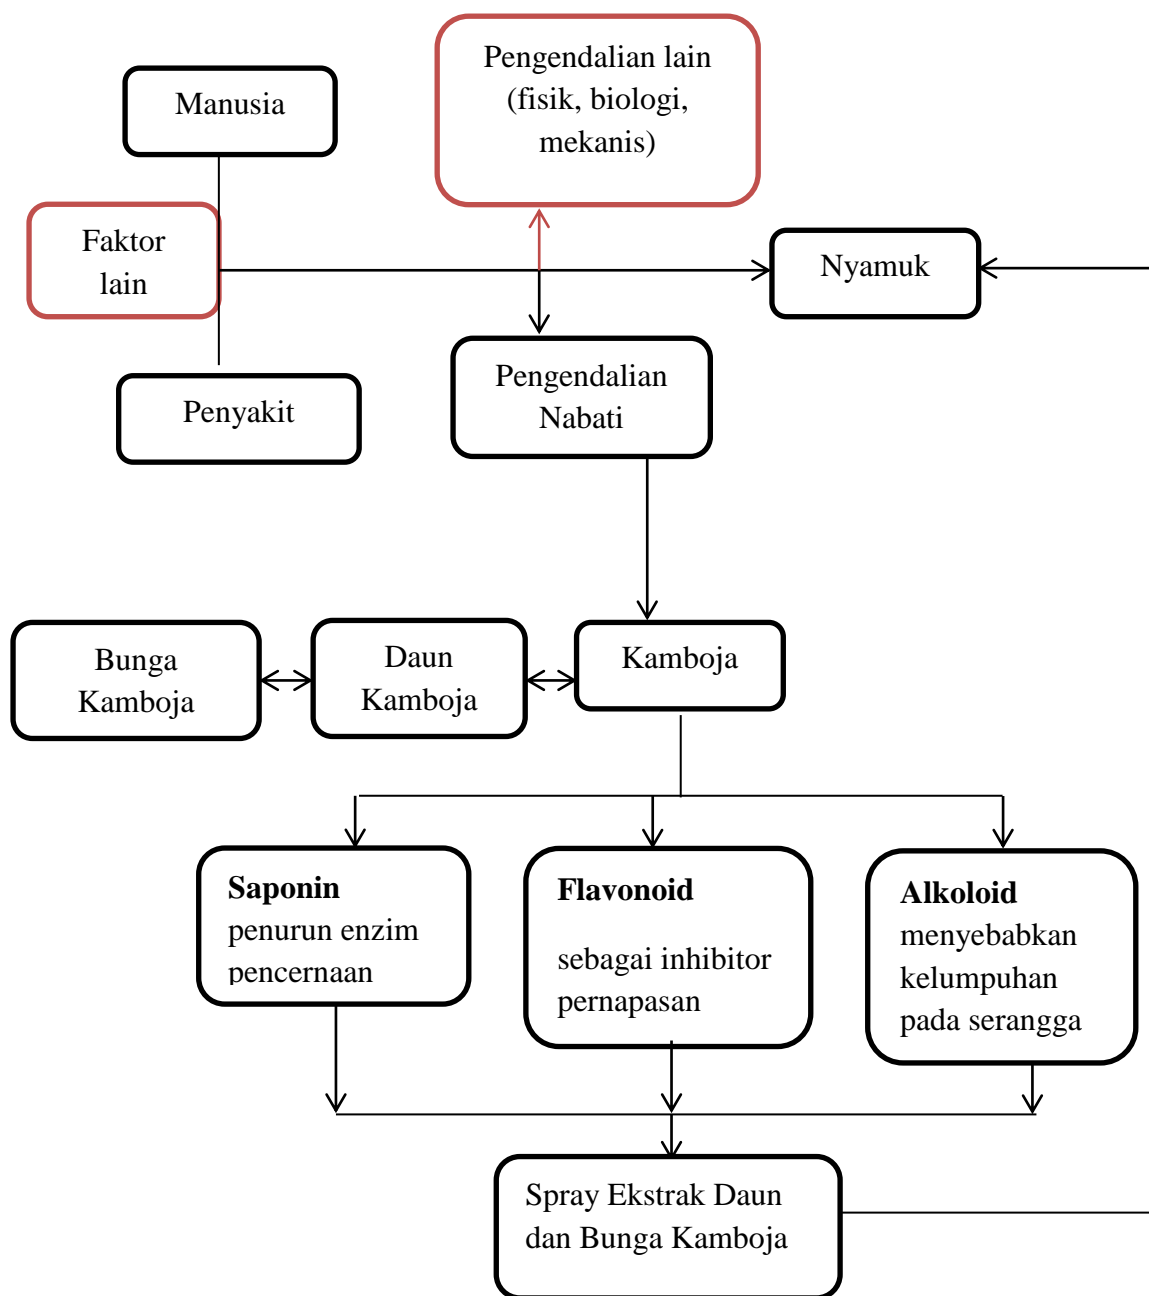 Pengendalian lain
(fisik, biologi,
mekanis)
Manusia
Faktor
lain
Nyamuk
Penyakit
Pengendalian
Nabati
Bunga
Kamboja
Daun
Kamboja
Kamboja
Saponin
penurun enzim
pencernaan
Flavonoid
sebagai inhibitor
pernapasan
Alkoloid
menyebabkan
kelumpuhan
pada serangga
Spray Ekstrak Daun
dan Bunga Kamboja